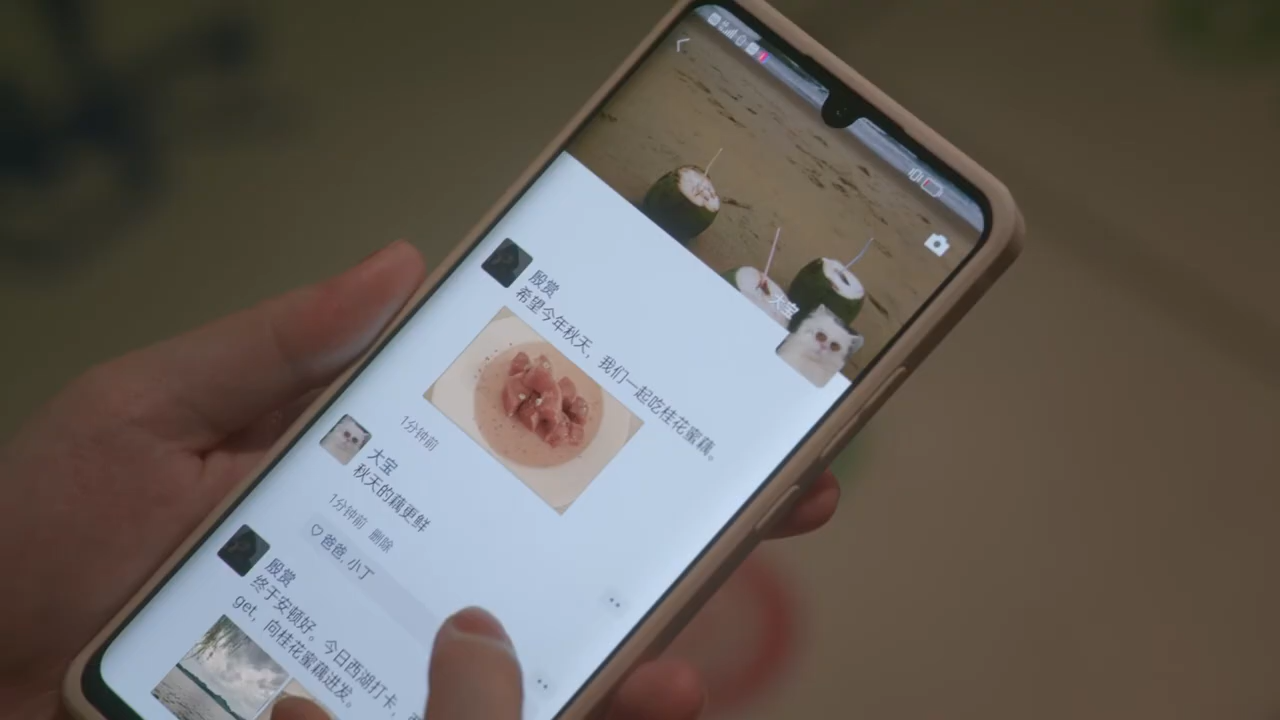 大宝
殷赏
希望今年秋天，我们一起吃桂花蜜藕。
1分钟前
大宝
秋天的藕更鲜
1分钟前 删除
♡爸爸, 小丁
殷赏
终于安顿好。今日西湖打卡，
get，向桂花蜜藕进发。